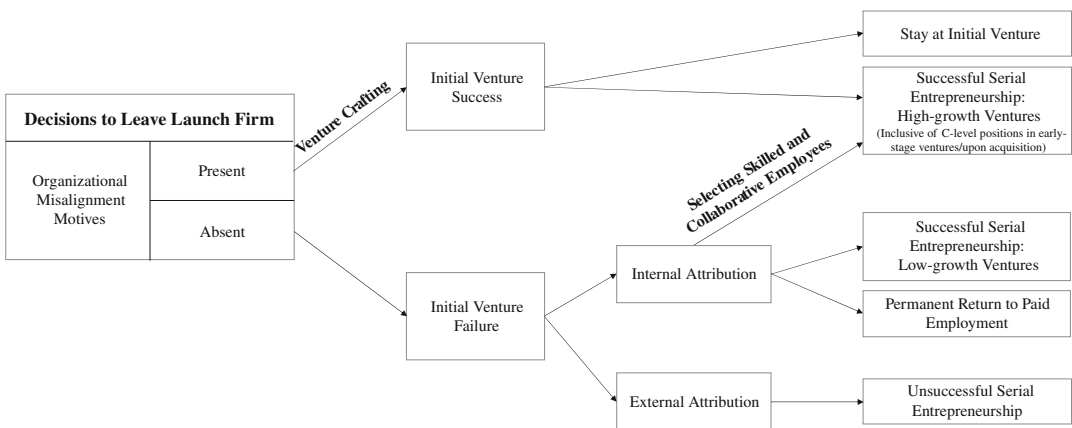 Decisions to Leave Launch Firm
Organizational
Misalignment
Motives
Present
Absent
Venture Crafting
Initial Venture
Success
Initial Venture
Failure
Selecting Skilled and
Collaborative Employees
Internal Attribution
External Attribution
Stay at Initial Venture
Successful Serial
Entrepreneurship:
High-growth Ventures
(Inclusive of C-level positions in early-
stage ventures/upon acquisition)
Successful Serial
Entrepreneurship:
Low-growth Ventures
Permanent Return to Paid
Employment
Unsuccessful Serial
Entrepreneurship